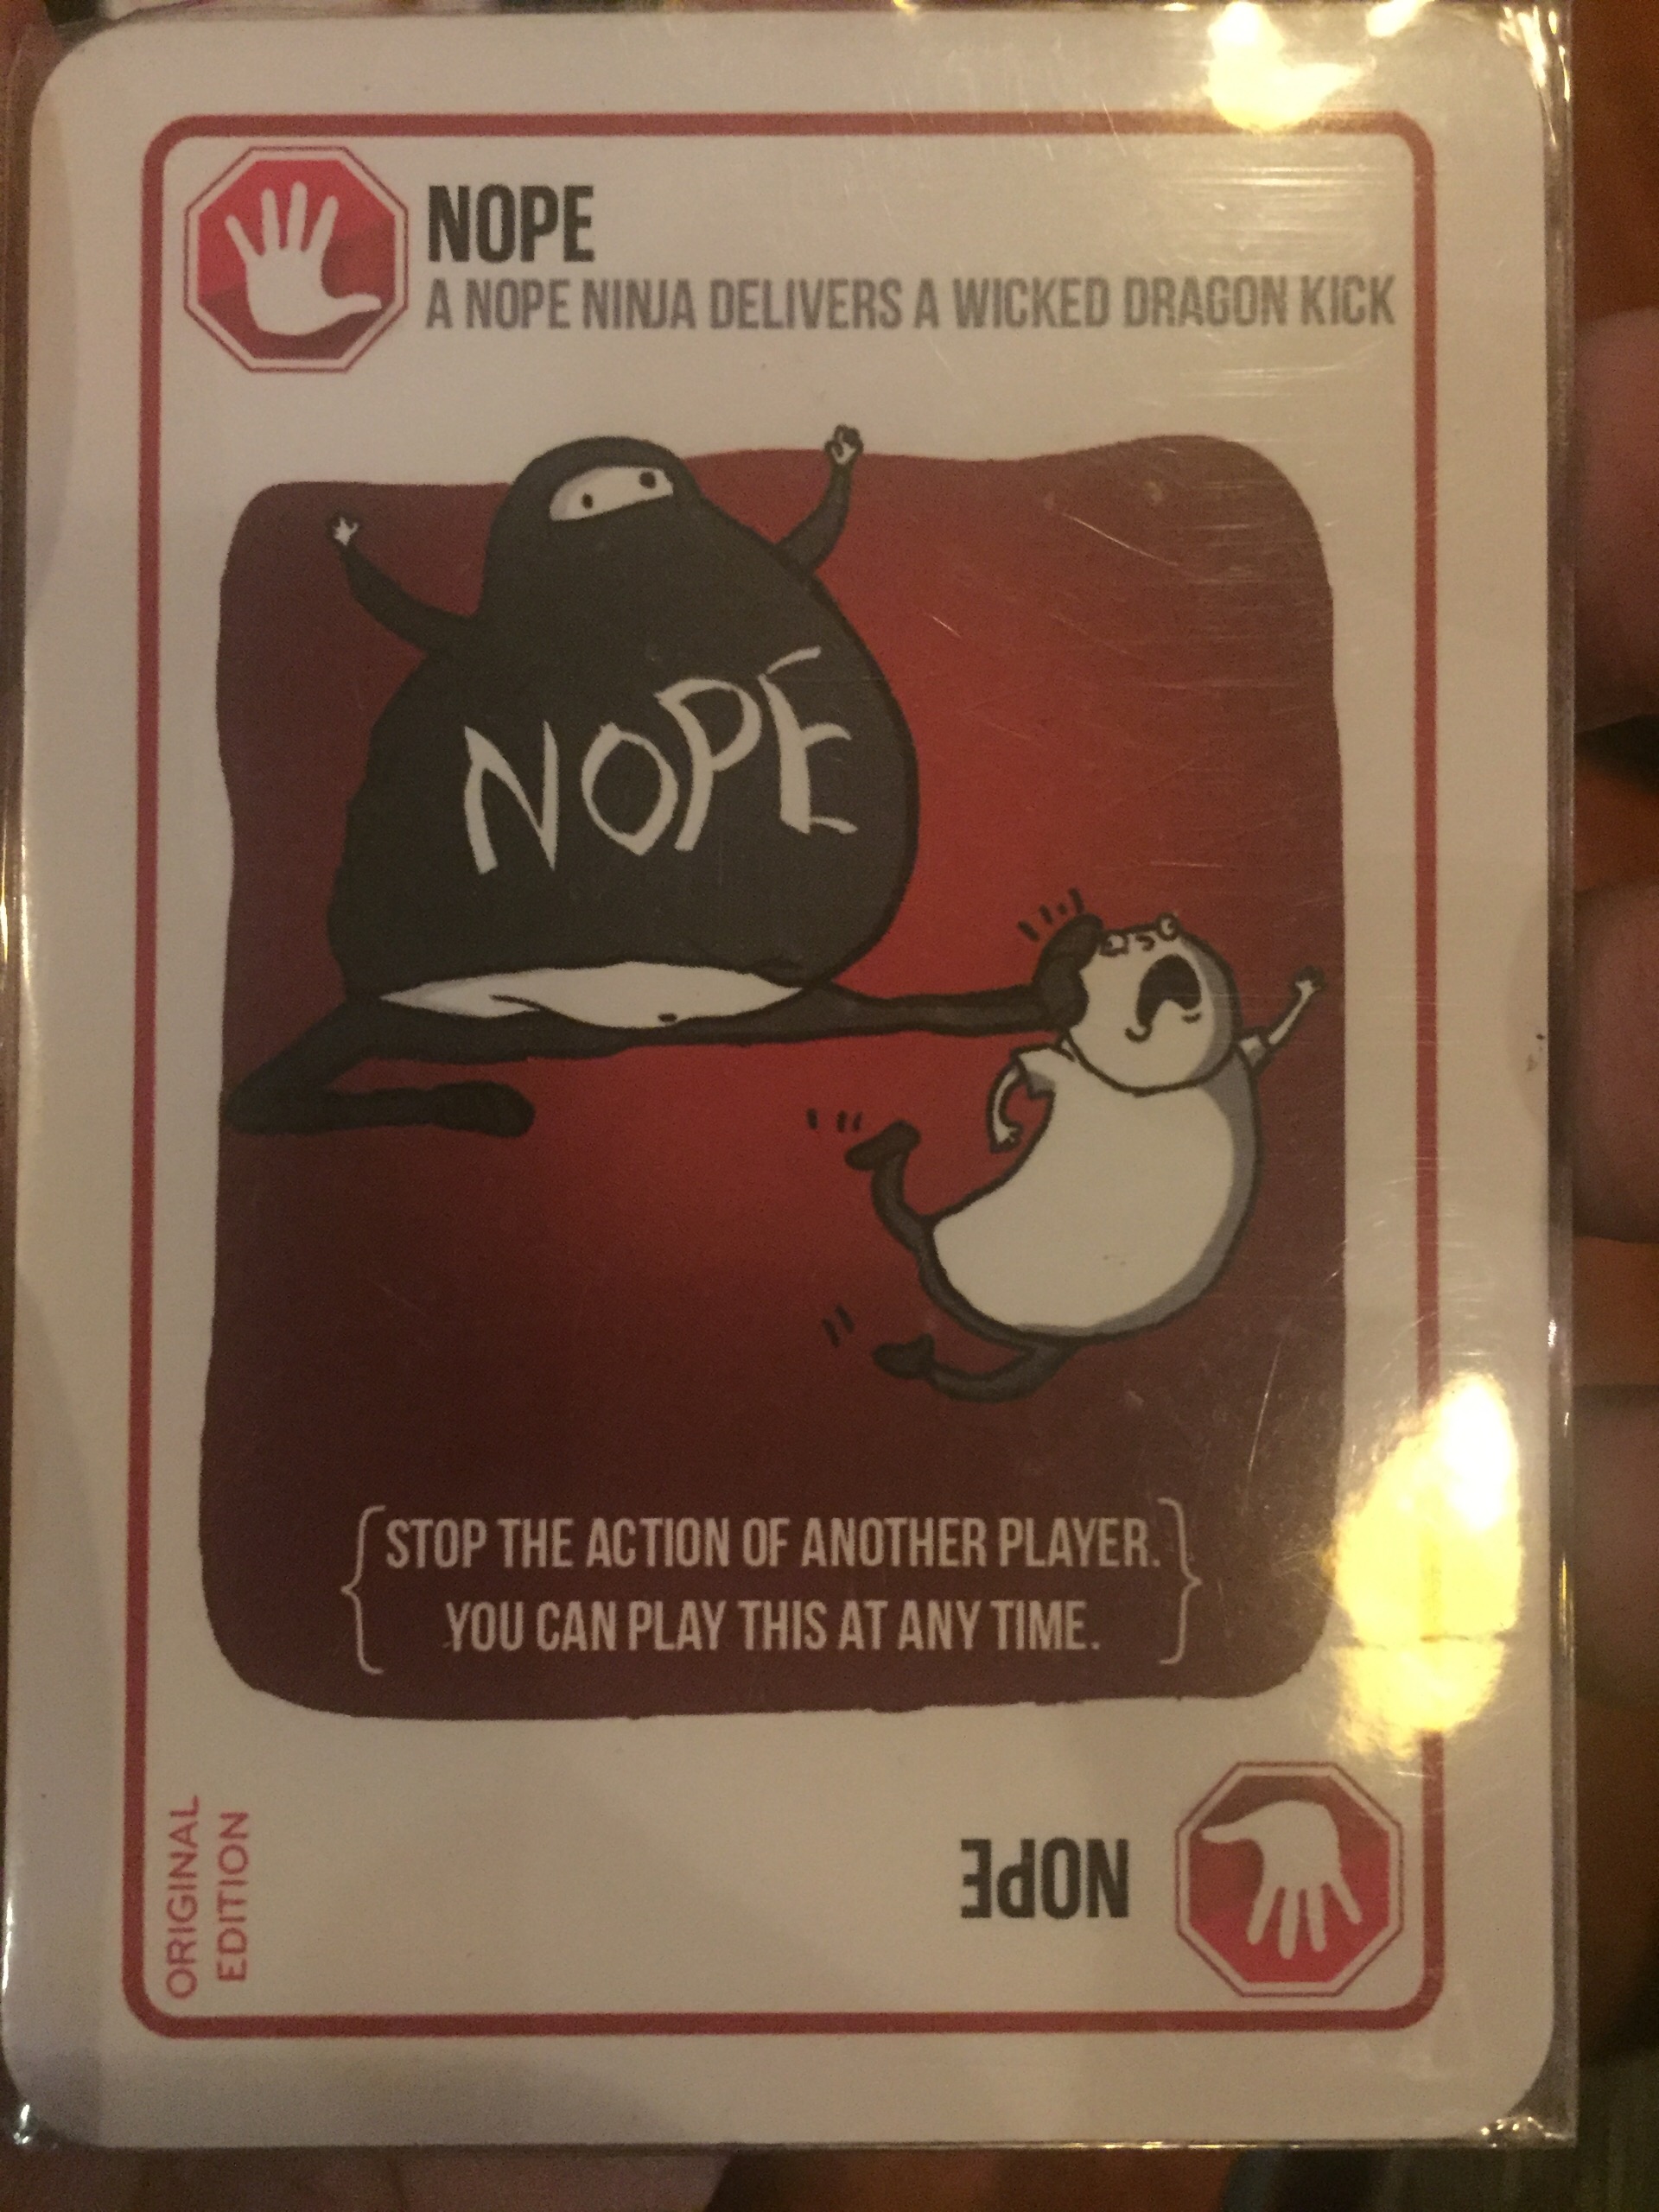 NOPE
A NOPE NINJA DELIVERS A WICKED DRAGON KICK
NOPE
STOP THE ACTION OF ANOTHER PLAYER.
YOU CAN PLAY THIS AT ANY TIME.
ORIGINAL
EDITION
NOPE